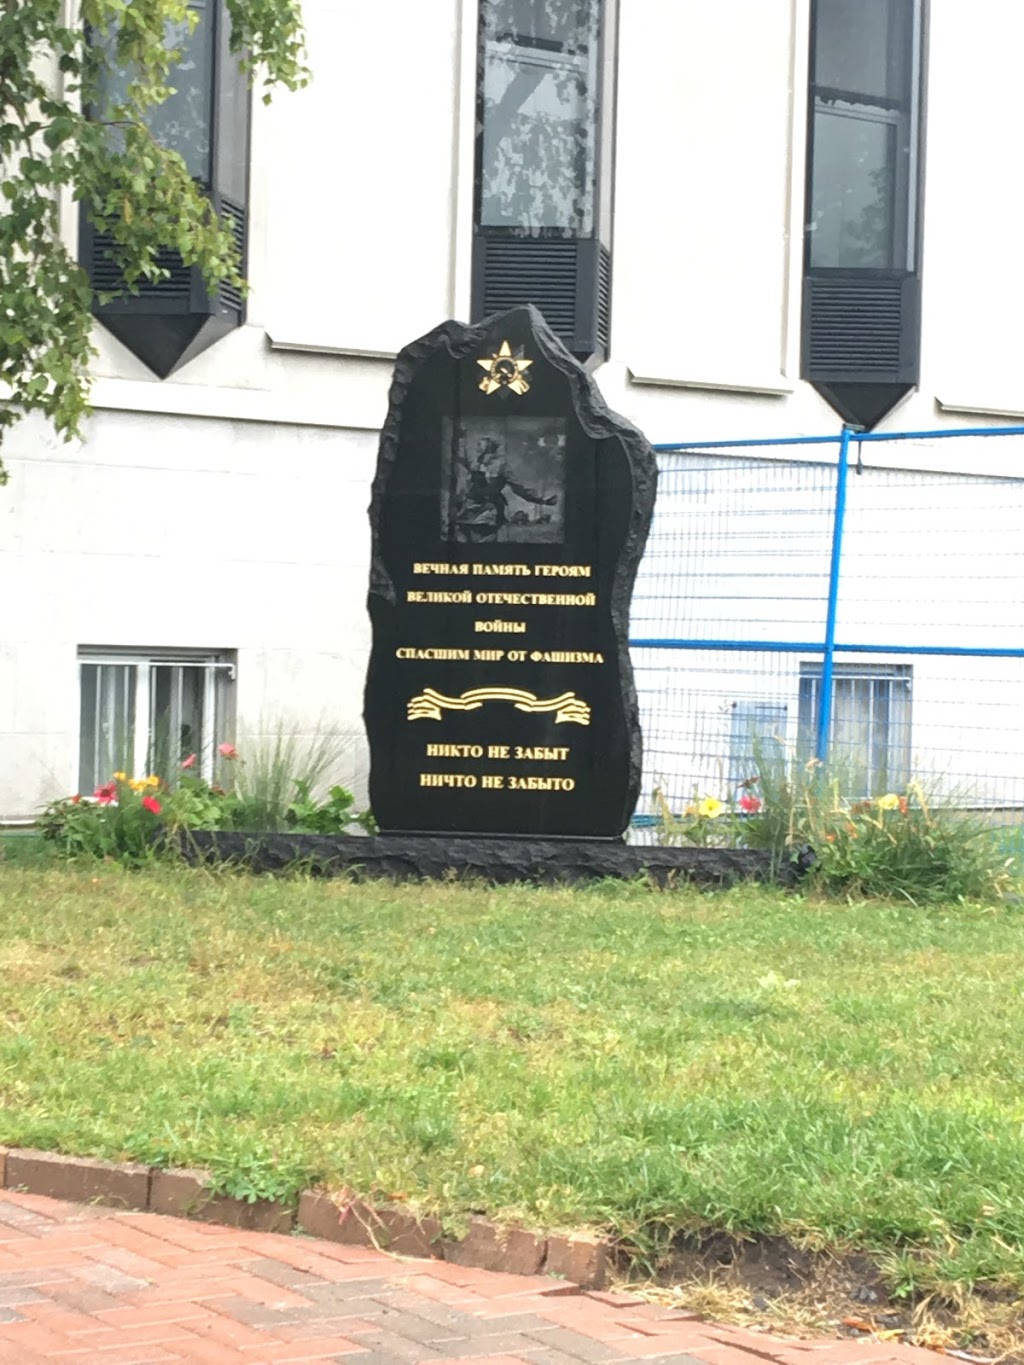 ВЕЧНАЯ ПАМЯТЬ ГЕРОЯМ
ВЕЛИКОЙ ОТЕЧЕСТВЕННОЙ
ВОЙНЫ
СПАСШИМ МИР ОТ ФАШИЗМА
НИКТО НЕ ЗАБЫТ
НИЧТО НЕ ЗАБЫТО